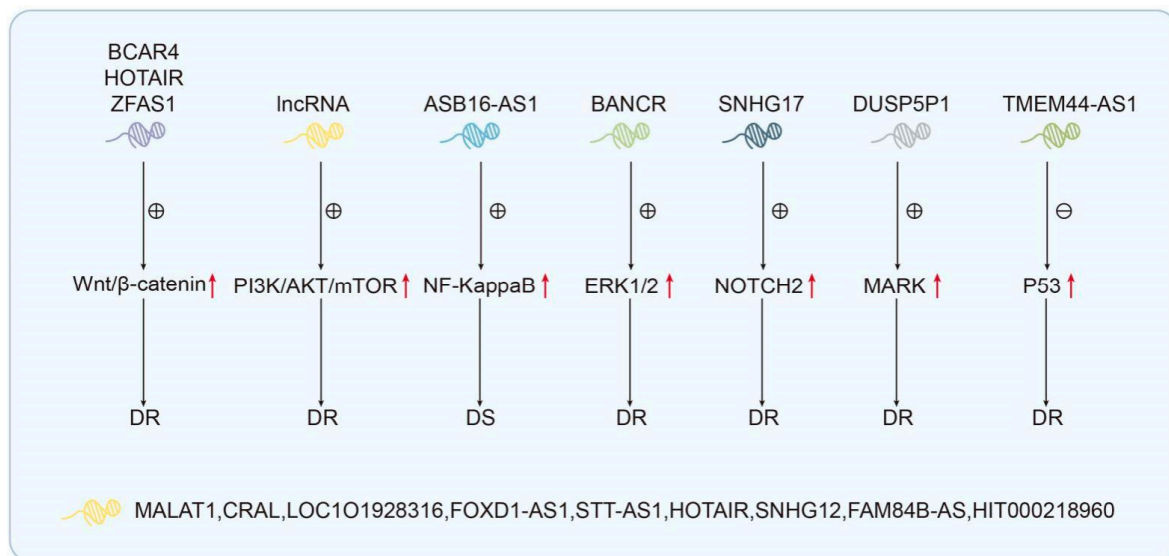 BCAR4
HOTAIR
ZFAS1
lncRNA
ASB16-AS1
BANCR
SNHG17
DUSP5P1
TMEM44-AS1
⊕
⊕
⊕
⊕
⊕
⊕
⊖
Wnt/β-catenin↑
PI3K/AKT/mTOR↑
NF-KappaB↑
ERK1/2↑
NOTCH2↑
MARK↑
P53↑
DR
DR
DS
DR
DR
DR
DR
MALAT1,CRAL,LOC1O1928316,FOXD1-AS1,STT-AS1,HOTAIR,SNHG12,FAM84B-AS,HIT000218960